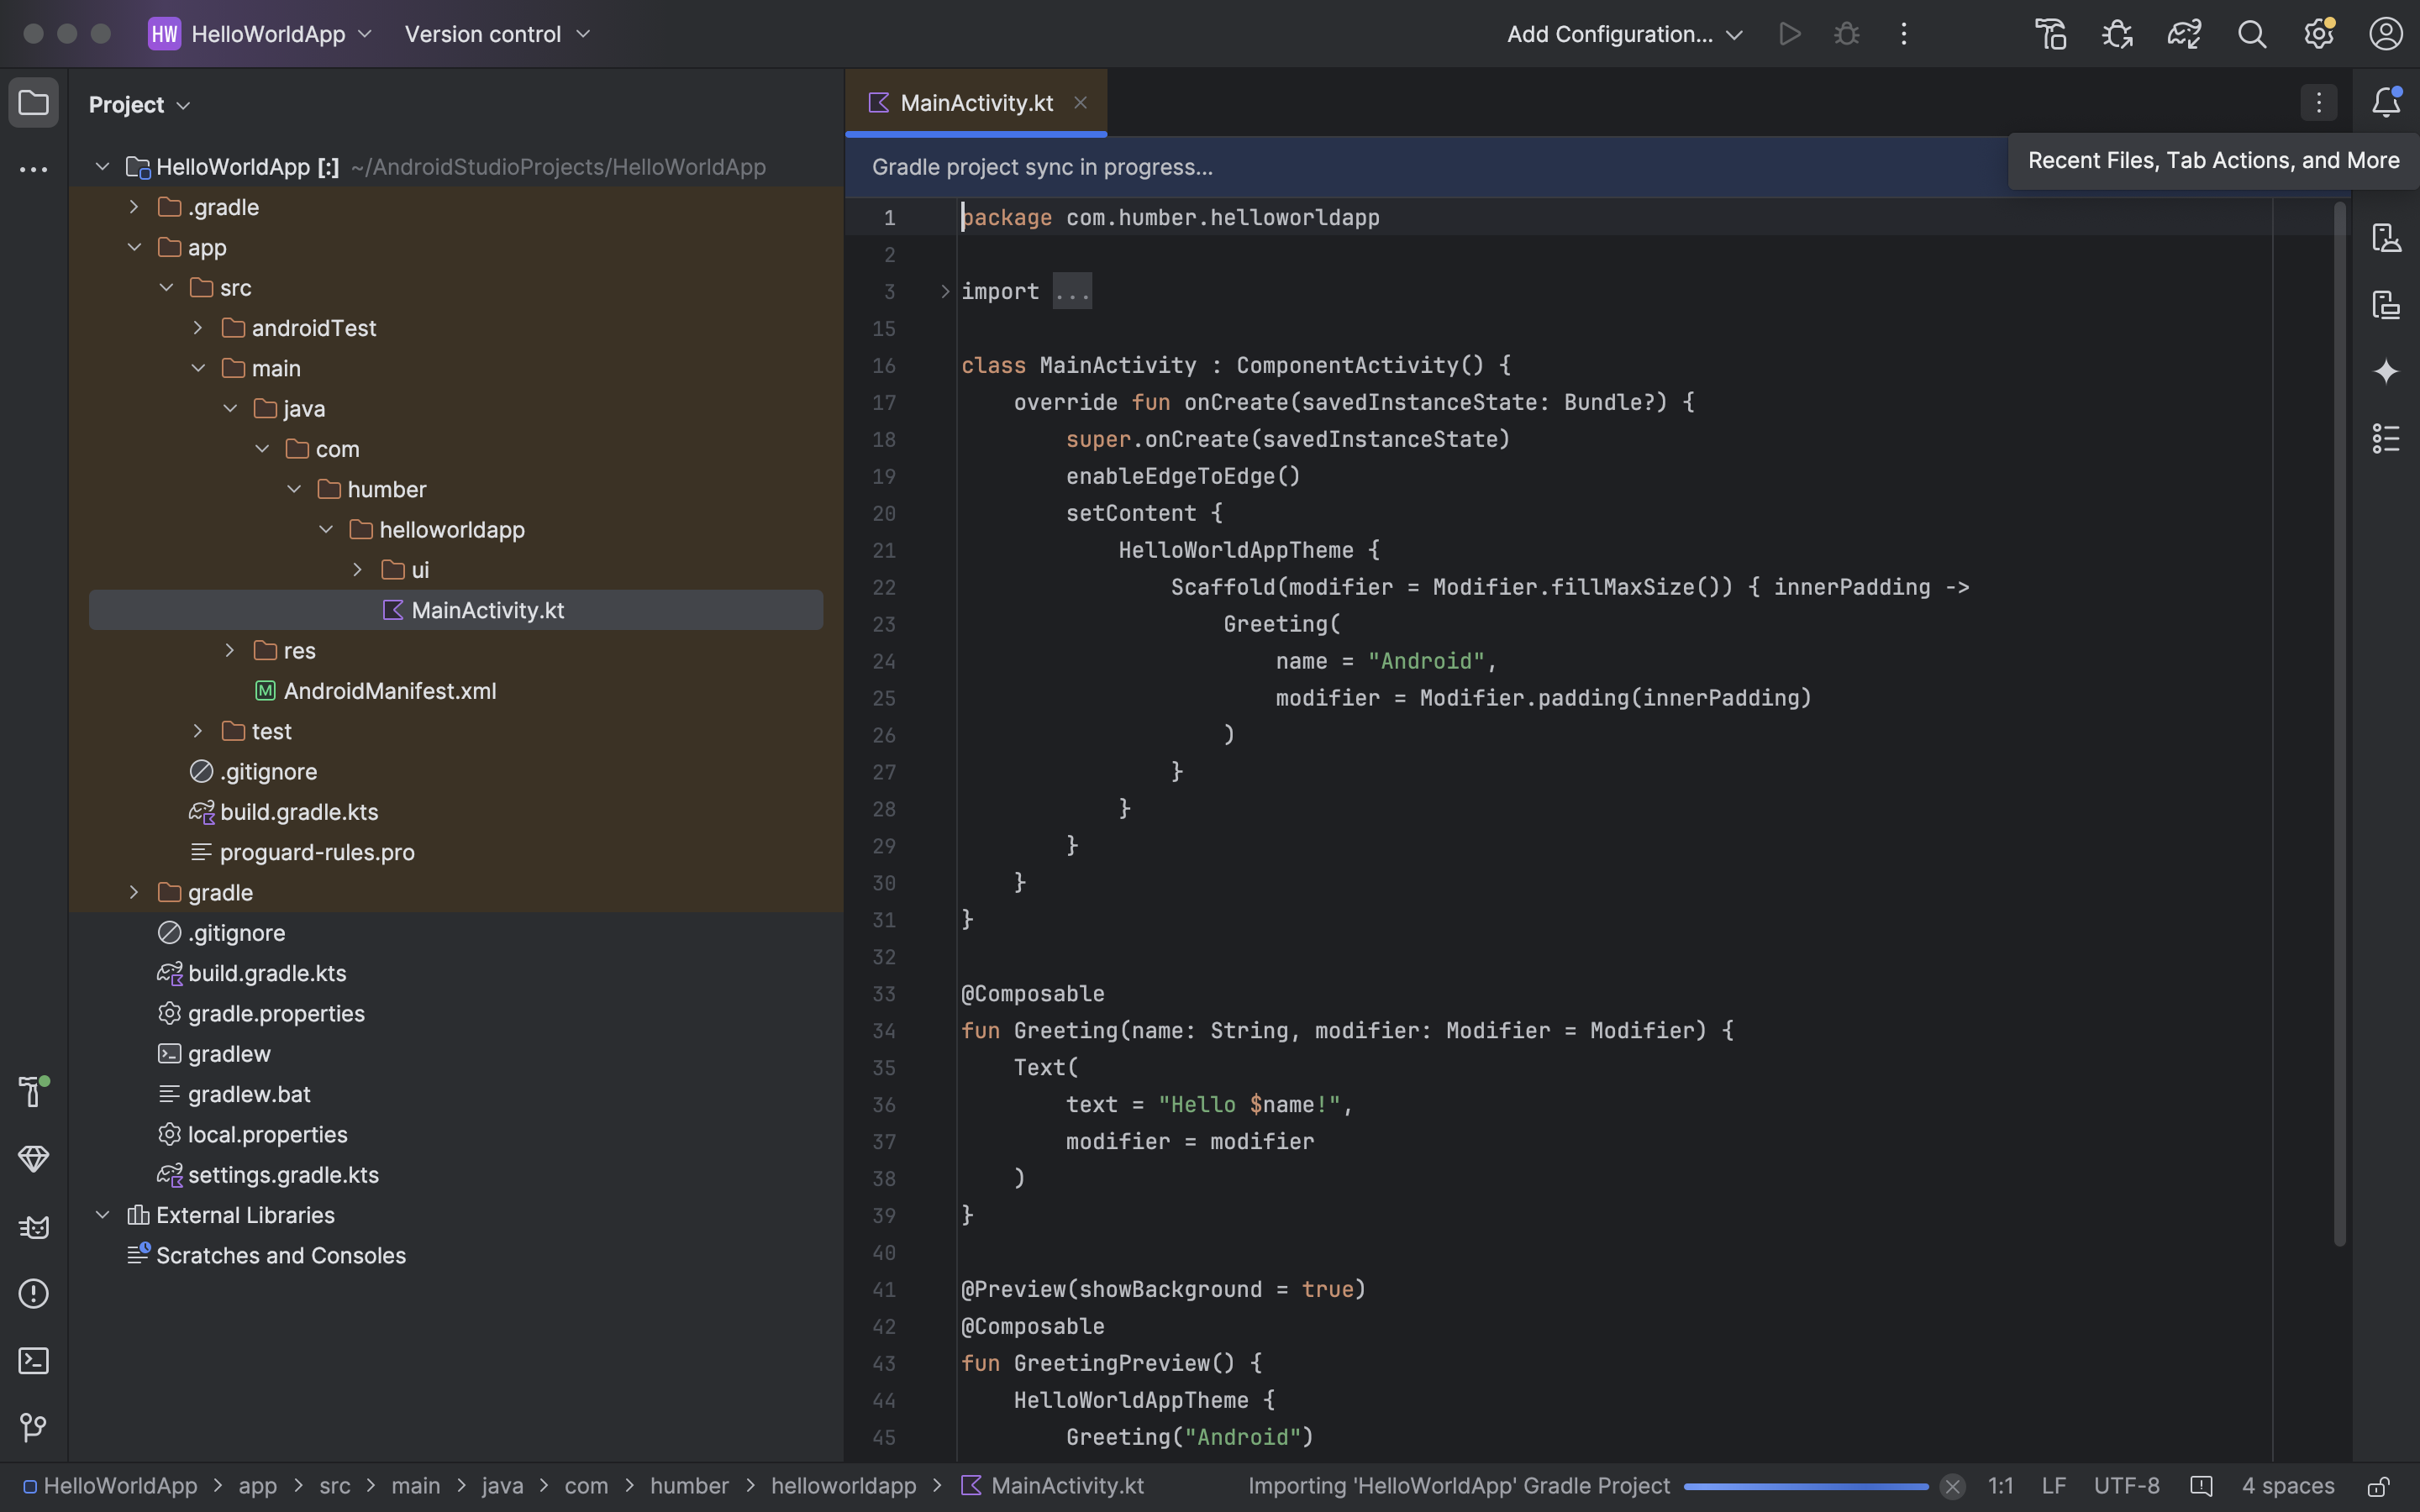 HW HelloWorldApp Version control Add Configuration...
Project
MainActivity.kt
HelloWorldApp [:] ~/AndroidStudioProjects/HelloWorldApp
.gradle
app
src
androidTest
main
java
com
humber
helloworldapp
ui
MainActivity.kt
res
M AndroidManifest.xml
test
.gitignore
build.gradle.kts
proguard-rules.pro
gradle
.gitignore
build.gradle.kts
gradle.properties
gradlew
gradlew.bat
local.properties
settings.gradle.kts
External Libraries
Scratches and Consoles
Gradle project sync in progress...
Recent Files, Tab Actions, and More
1 package com.humber.helloworldapp
2
3 import ...
15
16 class MainActivity : ComponentActivity() {
17 override fun onCreate(savedInstanceState: Bundle?) {
18 super.onCreate(savedInstanceState)
19 enableEdgeToEdge()
20 setContent {
21 HelloWorldAppTheme {
22 Scaffold(modifier = Modifier.fillMaxSize()) { innerPadding ->
23 Greeting(
24 name = "Android",
25 modifier = Modifier.padding(innerPadding)
26 )
27 }
28 }
29 }
30 }
31 }
32
33 @Composable
34 fun Greeting(name: String, modifier: Modifier = Modifier) {
35 Text(
36 text = "Hello $name!",
37 modifier = modifier
38 )
39 }
40
41 @Preview(showBackground = true)
42 @Composable
43 fun GreetingPreview() {
44 HelloWorldAppTheme {
45 Greeting("Android")
HelloWorldApp > app > src > main > java > com > humber > helloworldapp > MainActivity.kt Importing 'HelloWorldApp' Gradle Project 1:1 LF UTF-8 4 spaces